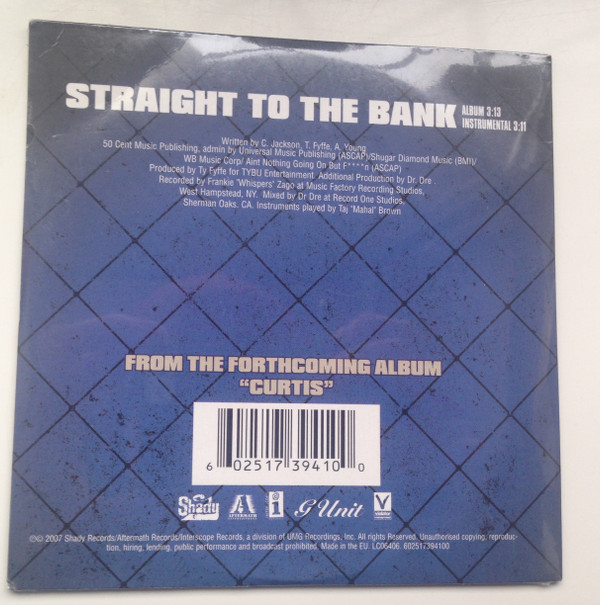 STRAIGHT TO THE BANK ALBUM 3:13
INSTRUMENTAL 3:11
Written by C. Jackson, T. Fyffe, A. Young
50 Cent Music Publishing, admin by Universal Music Publishing (ASCAP)/Shugar Diamond Music (BMI)/
WB Music Corp/ Aint Nothing Going On But F****n (ASCAP)
Produced by Ty Fyffe for TYBU Entertainment. Additional Production by Dr. Dre .
Recorded by Frankie "Whispers" Zago at Music Factory Recording Studios,
West Hampstead, NY. Mixed by Dr Dre at Record One Studios,
Sherman Oaks, CA. Instruments played by Taj "Mahal" Brown
FROM THE FORTHCOMING ALBUM
“CURTIS”
6 02517 39410 0
Shady AFTERMATH i G Unit V
℗© 2007 Shady Records/Aftermath Records/Interscope Records, a division of UMG Recordings, Inc. All rights Reserved. Unauthorised copying, reproduc-
tion, hiring, lending, public performance and broadcast prohibited. Made in the EU. LC06406. 602517394100